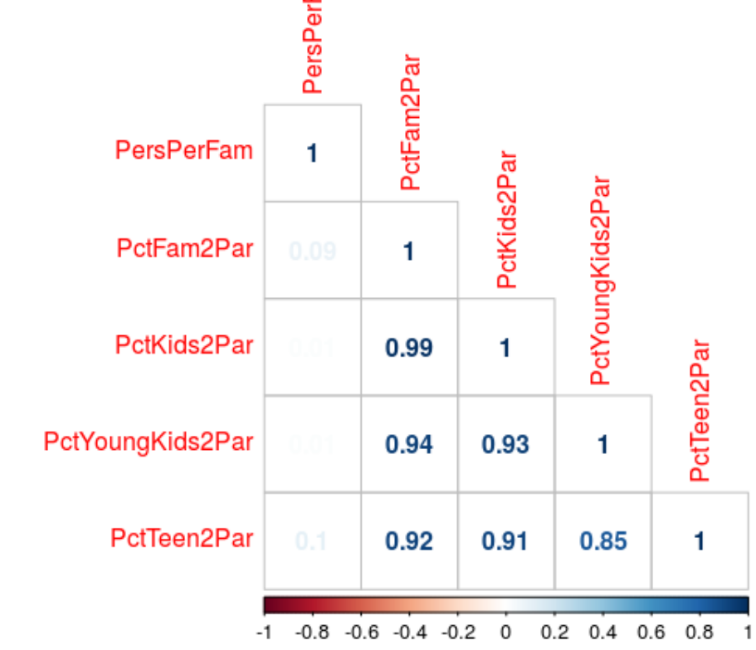 PersPerF
PctFam2Par
PctKids2Par
PctYoungKids2Par
PctTeen2Par
PersPerFam 1
PctFam2Par 0.09 1
PctKids2Par 0.01 0.99 1
PctYoungKids2Par 0.01 0.94 0.93 1
PctTeen2Par 0.1 0.92 0.91 0.85 1
-1 -0.8 -0.6 -0.4 -0.2 0 0.2 0.4 0.6 0.8 1